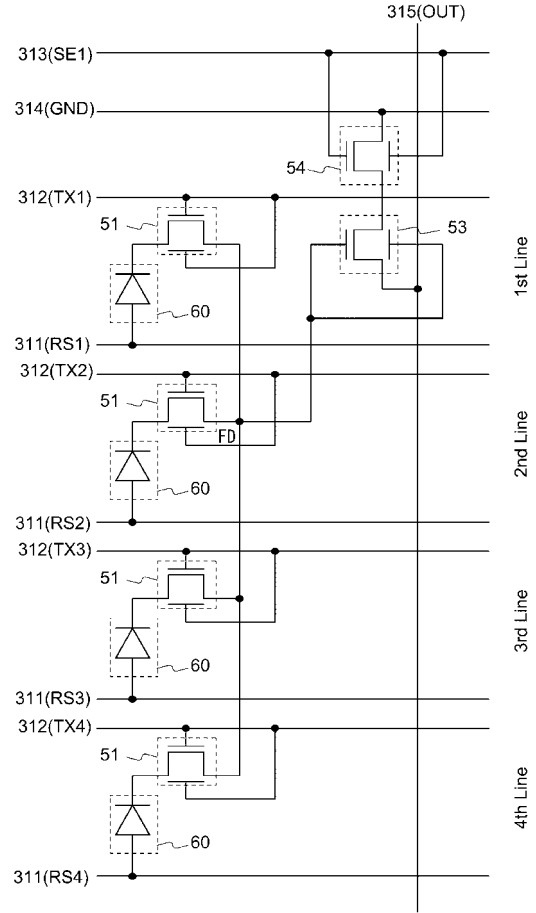 315(OUT)
313(SE1)
314(GND)
54
312(TX1)
51
53
60
1st Line
311(RS1)
312(TX2)
51
FD
60
2nd Line
311(RS2)
312(TX3)
51
60
3rd Line
311(RS3)
312(TX4)
51
60
4th Line
311(RS4)